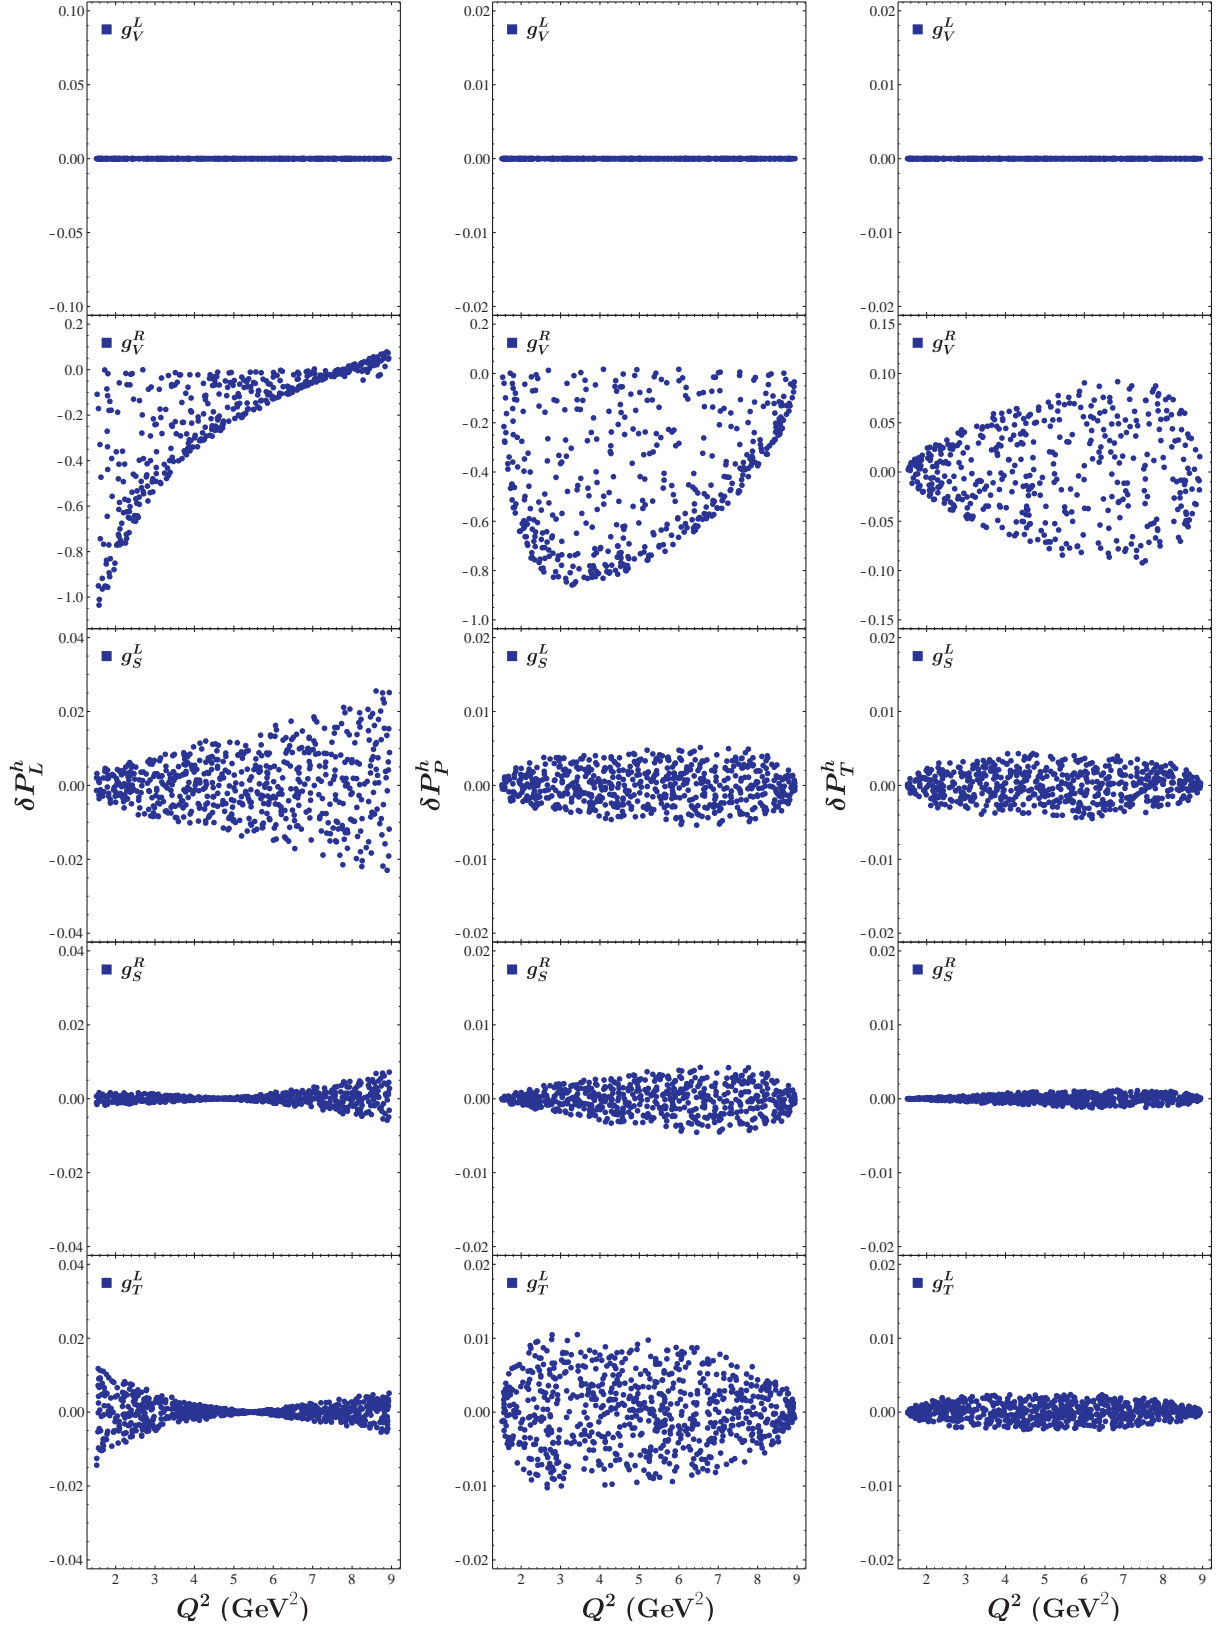 0.10 0.05 0.00 -0.05 -0.10 g_V^L
0.02 0.01 0.00 -0.01 -0.02 g_V^L
0.02 0.01 0.00 -0.01 -0.02 g_V^L
0.2 0.0 -0.2 -0.4 -0.6 -0.8 -1.0 g_V^R
0.2 0.0 -0.2 -0.4 -0.6 -0.8 -1.0 g_V^R
0.15 0.10 0.05 0.00 -0.05 -0.10 -0.15 g_V^R
δP_L^h 0.04 0.02 0.00 -0.02 -0.04 g_S^L
δP_P^h 0.02 0.01 0.00 -0.01 -0.02 g_S^L
δP_T^h 0.02 0.01 0.00 -0.01 -0.02 g_S^L
0.04 0.02 0.00 -0.02 -0.04 g_S^R
0.02 0.01 0.00 -0.01 -0.02 g_S^R
0.02 0.01 0.00 -0.01 -0.02 g_S^R
0.04 0.02 0.00 -0.02 -0.04 g_T^L
0.02 0.01 0.00 -0.01 -0.02 g_T^L
0.02 0.01 0.00 -0.01 -0.02 g_T^L
2 3 4 5 6 7 8 9
2 3 4 5 6 7 8 9
2 3 4 5 6 7 8 9
Q² (GeV²)
Q² (GeV²)
Q² (GeV²)